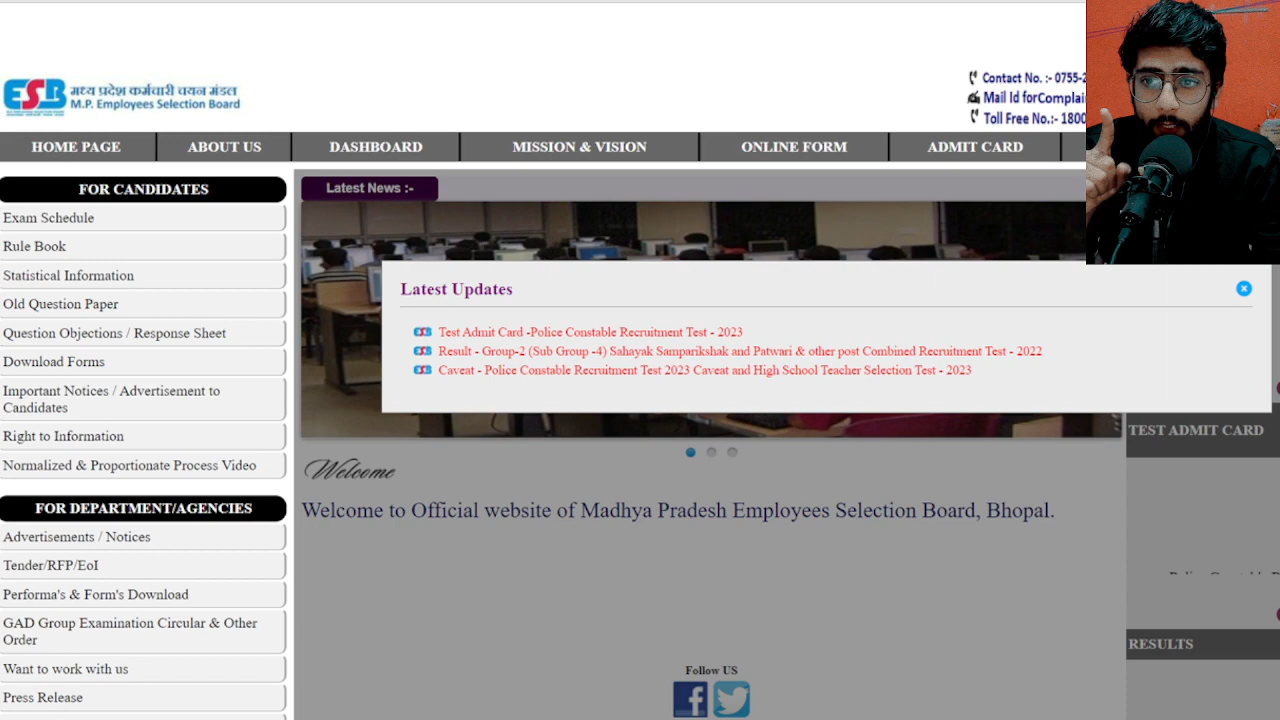 ESB
मध्य प्रदेश कर्मचारी चयन मंडल
M.P. Employees Selection Board
Contact No. :- 0755-2
Mail Id forComplai
Toll Free No.:- 1800
HOME PAGE
ABOUT US
DASHBOARD
MISSION & VISION
ONLINE FORM
ADMIT CARD
FOR CANDIDATES
Exam Schedule
Rule Book
Statistical Information
Old Question Paper
Question Objections / Response Sheet
Download Forms
Important Notices / Advertisement to
Candidates
Right to Information
Normalized & Proportionate Process Video
FOR DEPARTMENT/AGENCIES
Advertisements / Notices
Tender/RFP/EoI
Performa's & Form's Download
GAD Group Examination Circular & Other
Order
Want to work with us
Press Release
Latest News :-
Latest Updates
ESB Test Admit Card -Police Constable Recruitment Test - 2023
ESB Result - Group-2 (Sub Group -4) Sahayak Samparikshak and Patwari & other post Combined Recruitment Test - 2022
ESB Caveat - Police Constable Recruitment Test 2023 Caveat and High School Teacher Selection Test - 2023
Welcome
Welcome to Official website of Madhya Pradesh Employees Selection Board, Bhopal.
Follow US
TEST ADMIT CARD
RESULTS